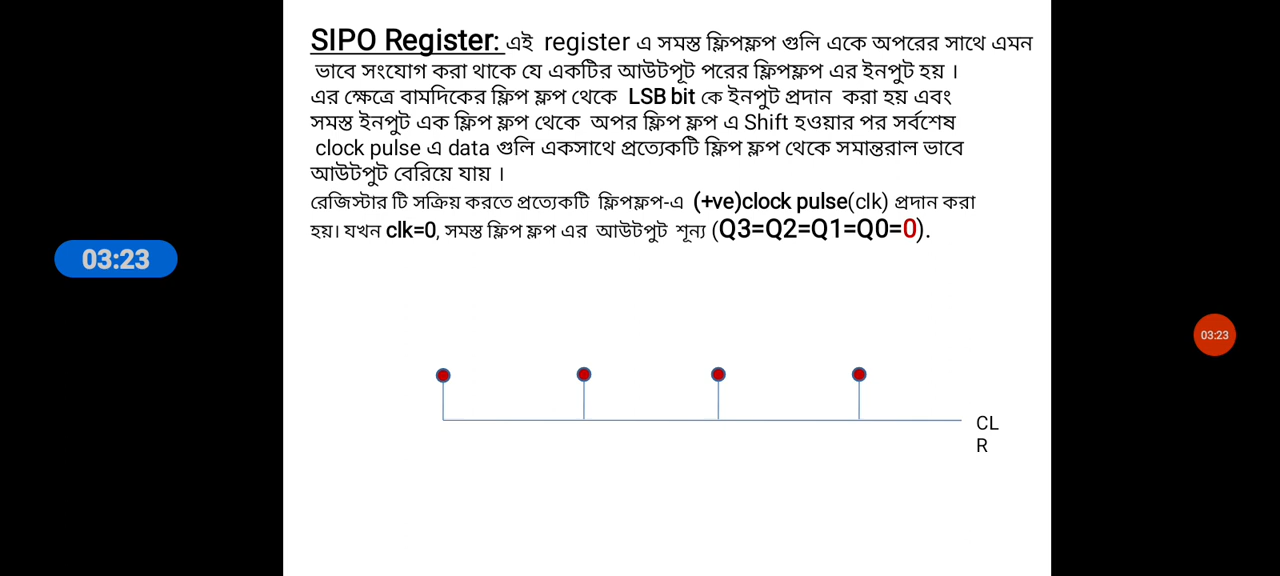 SIPO Register: এই register এ সমস্ত ফ্লিপফ্লপ গুলি একে অপরের সাথে এমন
ভাবে সংযোগ করা থাকে যে একটির আউটপূট পরের ফ্লিপফ্লপ এর ইনপুট হয় ।
এর ক্ষেত্রে বামদিকের ফ্লিপ ফ্লপ থেকে LSB bit কে ইনপুট প্রদান করা হয় এবং
সমস্ত ইনপুট এক ফ্লিপ ফ্লপ থেকে অপর ফ্লিপ ফ্লপ এ Shift হওয়ার পর সর্বশেষ
clock pulse এ data গুলি একসাথে প্রত্যেকটি ফ্লিপ ফ্লপ থেকে সমান্তরাল ভাবে
আউটপুট বেরিয়ে যায় ।
রেজিস্টার টি সক্রিয় করতে প্রত্যেকটি ফ্লিপফ্লপ-এ (+ve)clock pulse(clk) প্রদান করা
হয়। যখন clk=0, সমস্ত ফ্লিপ ফ্লপ এর আউটপুট শূন্য (Q3=Q2=Q1=Q0=0).
03:23
03:23
CL
R